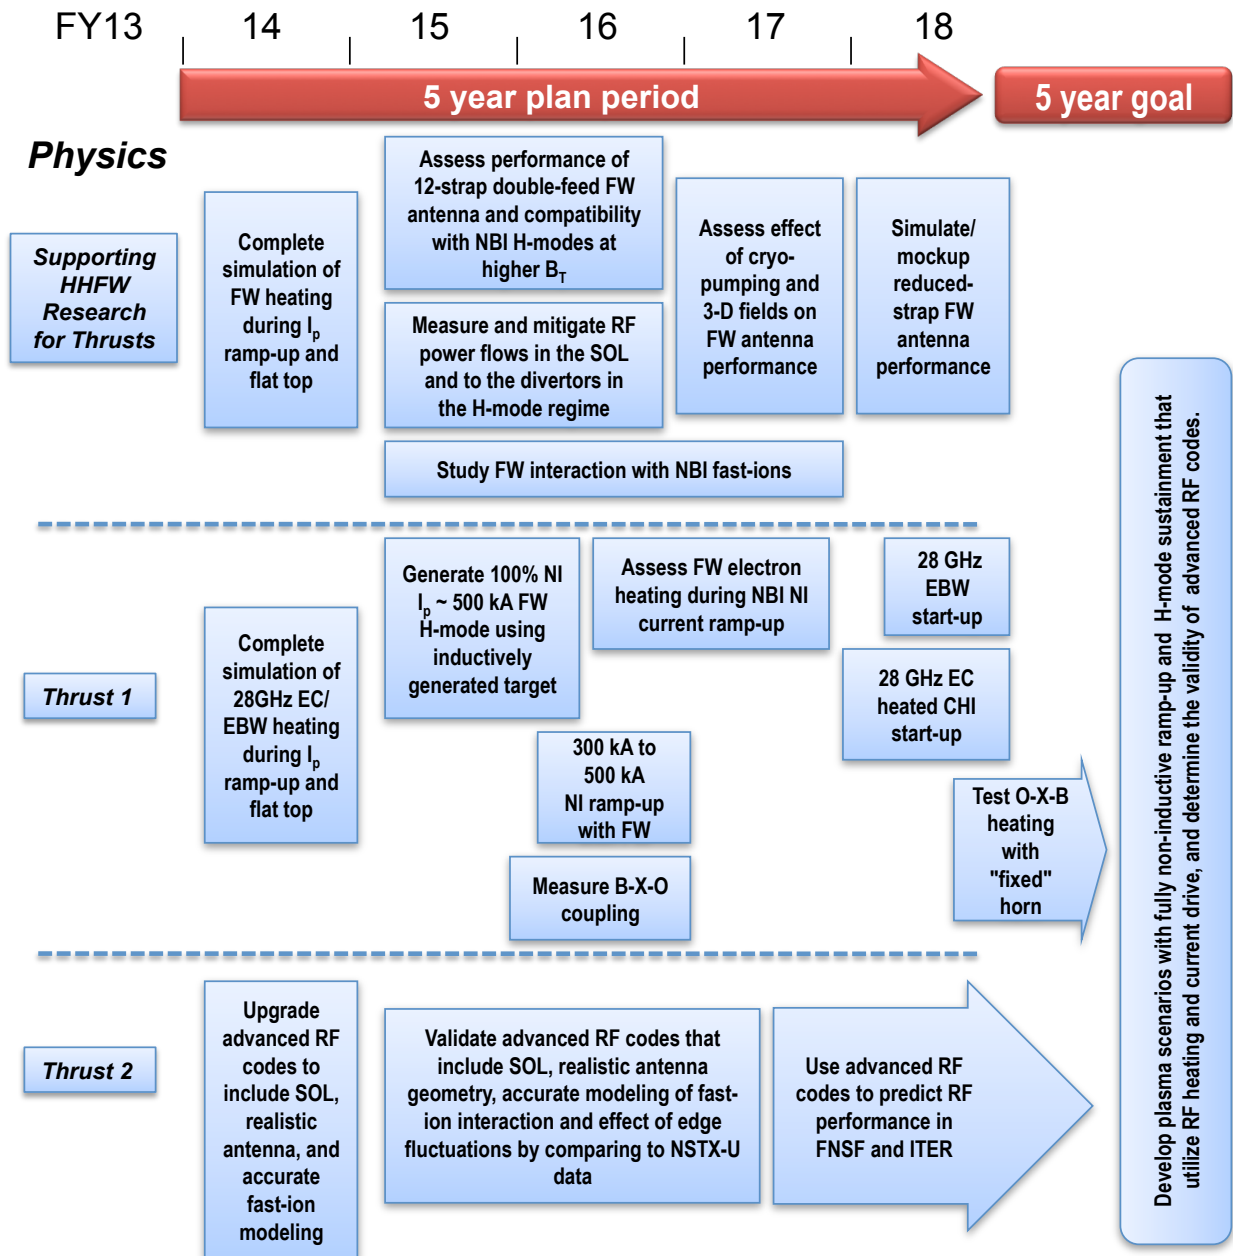 FY13 14 15 16 17 18
5 year plan period
5 year goal
Physics
Supporting
HHFW
Research
for Thrusts
Complete
simulation of
FW heating
during Ip
ramp-up and
flat top
Assess performance of
12-strap double-feed FW
antenna and compatibility
with NBI H-modes at
higher BT
Measure and mitigate RF
power flows in the SOL
and to the divertors in
the H-mode regime
Assess effect
of cryo-
pumping and
3-D fields on
FW antenna
performance
Simulate/
mockup
reduced-
strap FW
antenna
performance
Study FW interaction with NBI fast-ions
Thrust 1
Complete
simulation of
28GHz EC/
EBW heating
during Ip
ramp-up and
flat top
Generate 100% NI
Ip ~ 500 kA FW
H-mode using
inductively
generated target
Assess FW electron
heating during NBI NI
current ramp-up
28 GHz
EBW
start-up
28 GHz EC
heated CHI
start-up
300 kA to
500 kA
NI ramp-up
with FW
Measure B-X-O
coupling
Test O-X-B
heating
with
"fixed"
horn
Thrust 2
Upgrade
advanced RF
codes to
include SOL,
realistic
antenna, and
accurate
fast-ion
modeling
Validate advanced RF codes that
include SOL, realistic antenna
geometry, accurate modeling of fast-
ion interaction and effect of edge
fluctuations by comparing to NSTX-U
data
Use advanced RF
codes to predict RF
performance in
FNSF and ITER
Develop plasma scenarios with fully non-inductive ramp-up and H-mode sustainment that
utilize RF heating and current drive, and determine the validity of advanced RF codes.